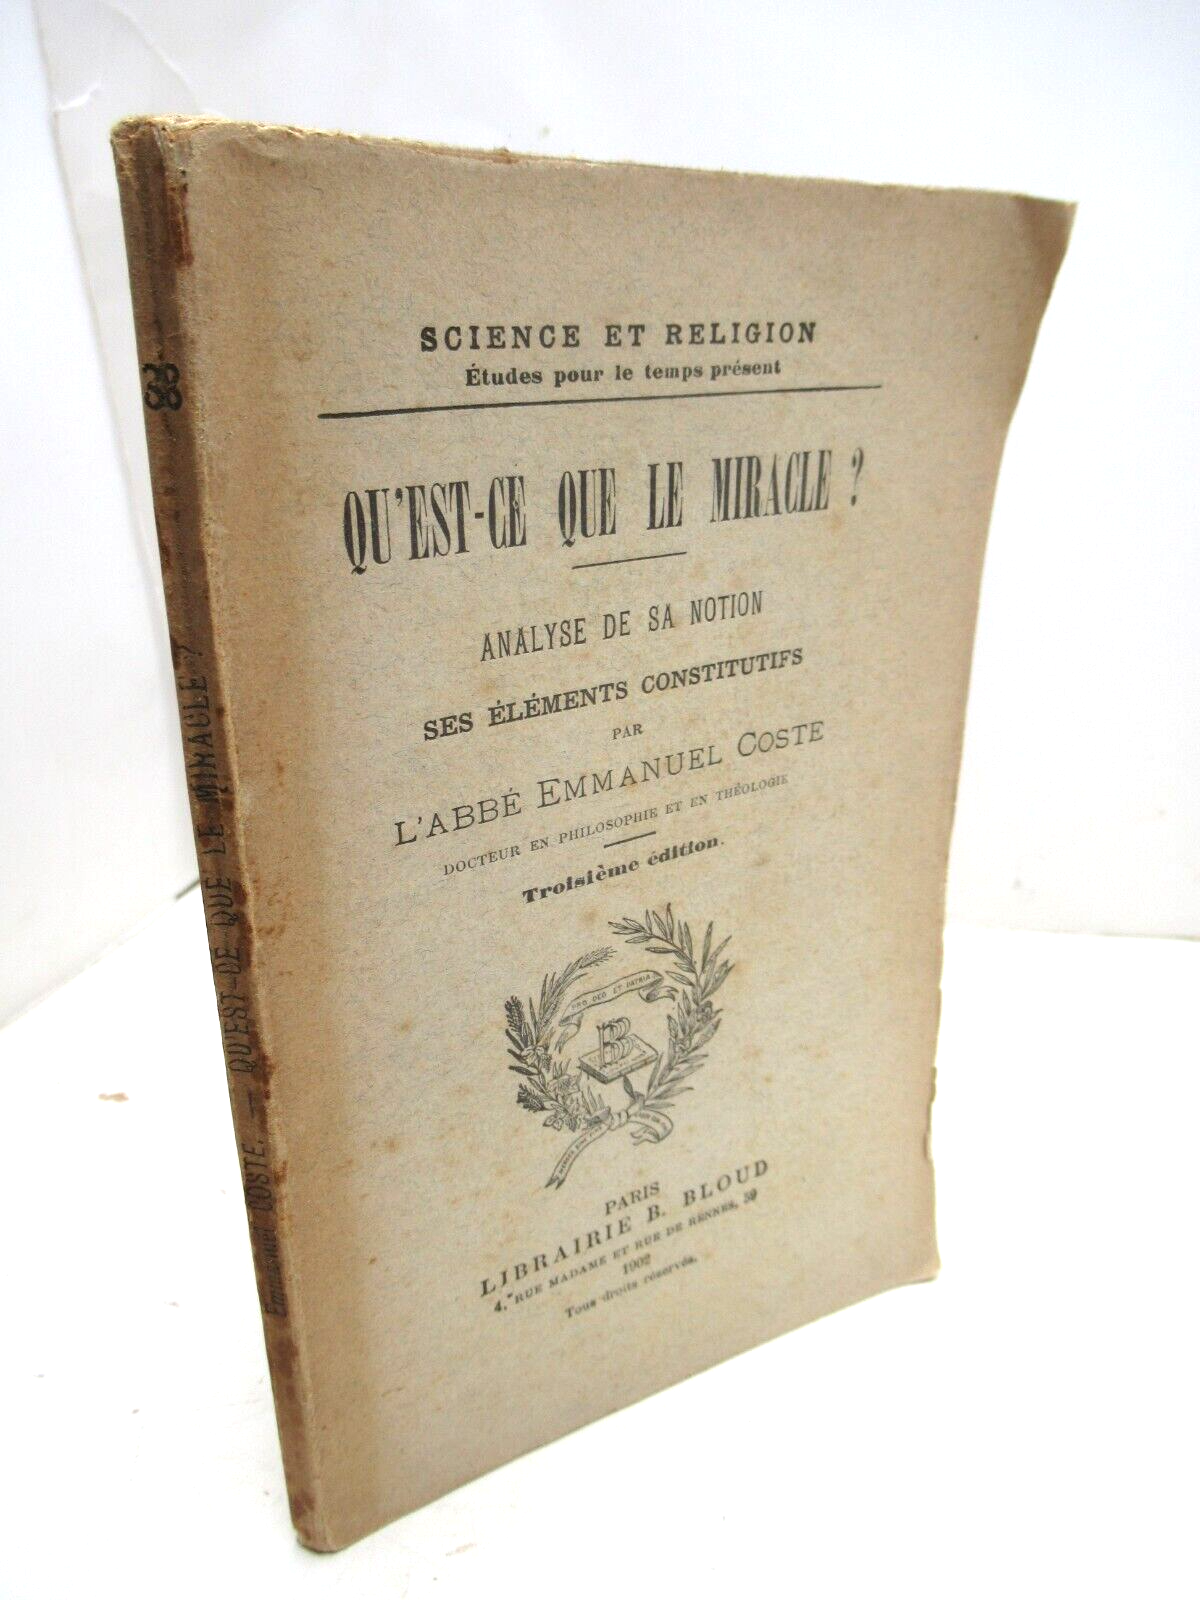 SCIENCE ET RELIGION
Études pour le temps présent
QU'EST-CE QUE LE MIRACLE ?
ANALYSE DE SA NOTION
SES ÉLÉMENTS CONSTITUTIFS
PAR
L'ABBÉ EMMANUEL COSTE
DOCTEUR EN PHILOSOPHIE ET EN THÉOLOGIE
Troisième édition.
PRO DEO ET PATRIA
BB
PARIS
LIBRAIRIE B. BLOUD
4, RUE MADAME ET RUE DE RENNES, 59
1902
Tous droits réservés.
Emmanuel COSTE. — QU'EST-CE QUE LE MIRACLE ?